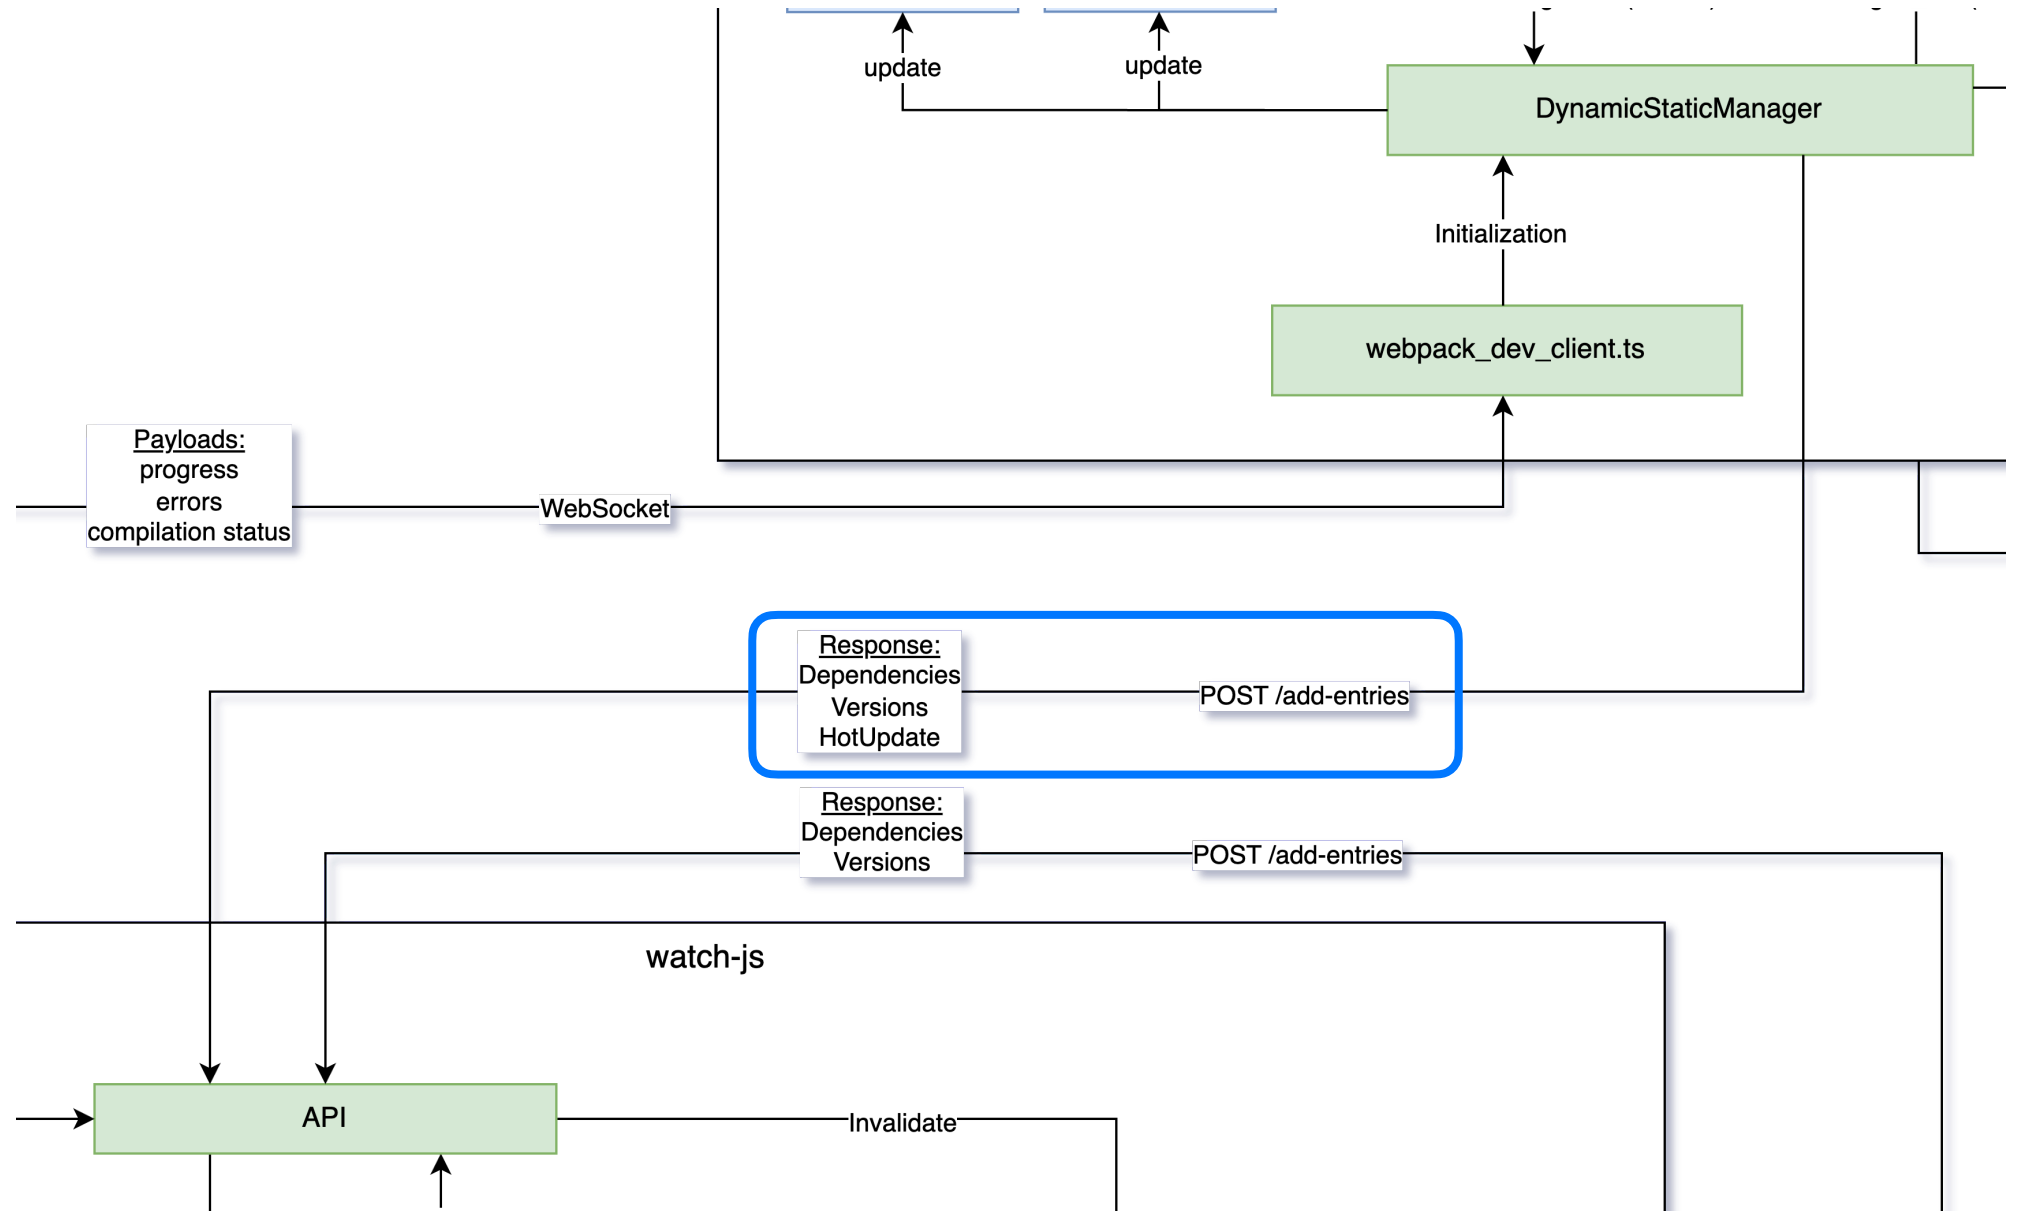 update
update
DynamicStaticManager
Initialization
webpack_dev_client.ts
Payloads:
progress
errors
compilation status
WebSocket
Response:
Dependencies
Versions
HotUpdate
POST /add-entries
Response:
Dependencies
Versions
POST /add-entries
watch-js
API
Invalidate